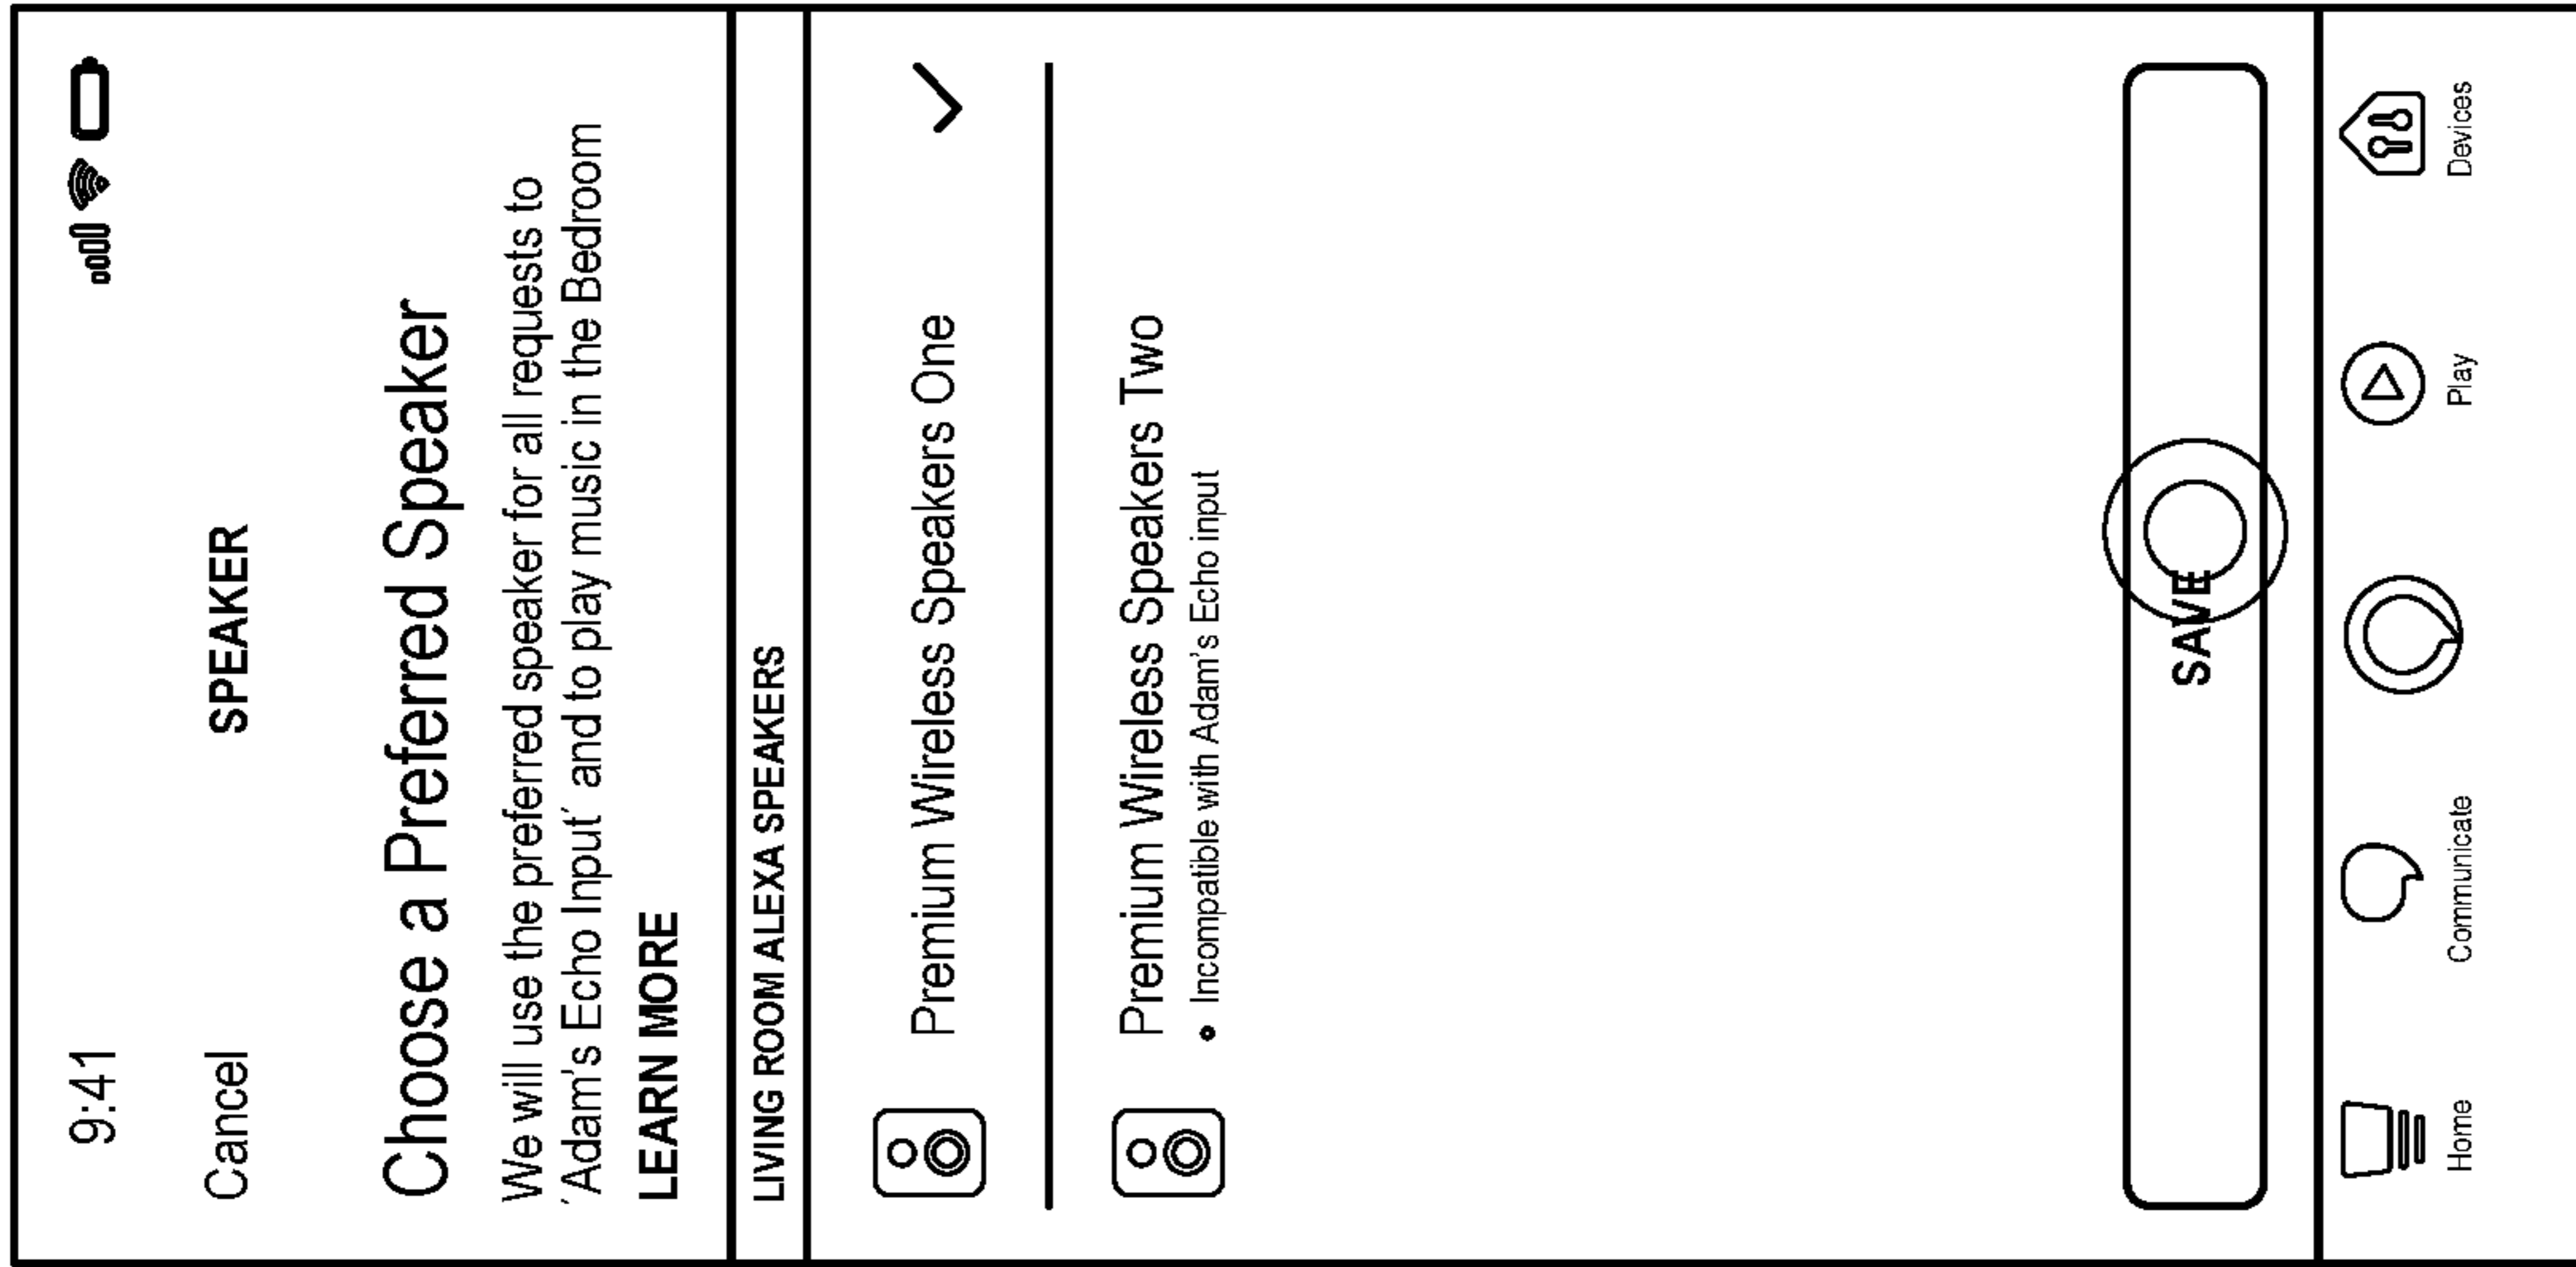 9:41
Cancel SPEAKER
Choose a Preferred Speaker
We will use the preferred speaker for all requests to
´Adam's Echo Input´ and to play music in the Bedroom
LEARN MORE
LIVING ROOM ALEXA SPEAKERS
Premium Wireless Speakers One
Premium Wireless Speakers Two
• Incompatible with Adam's Echo input
SAVE
Home Communicate Play Devices